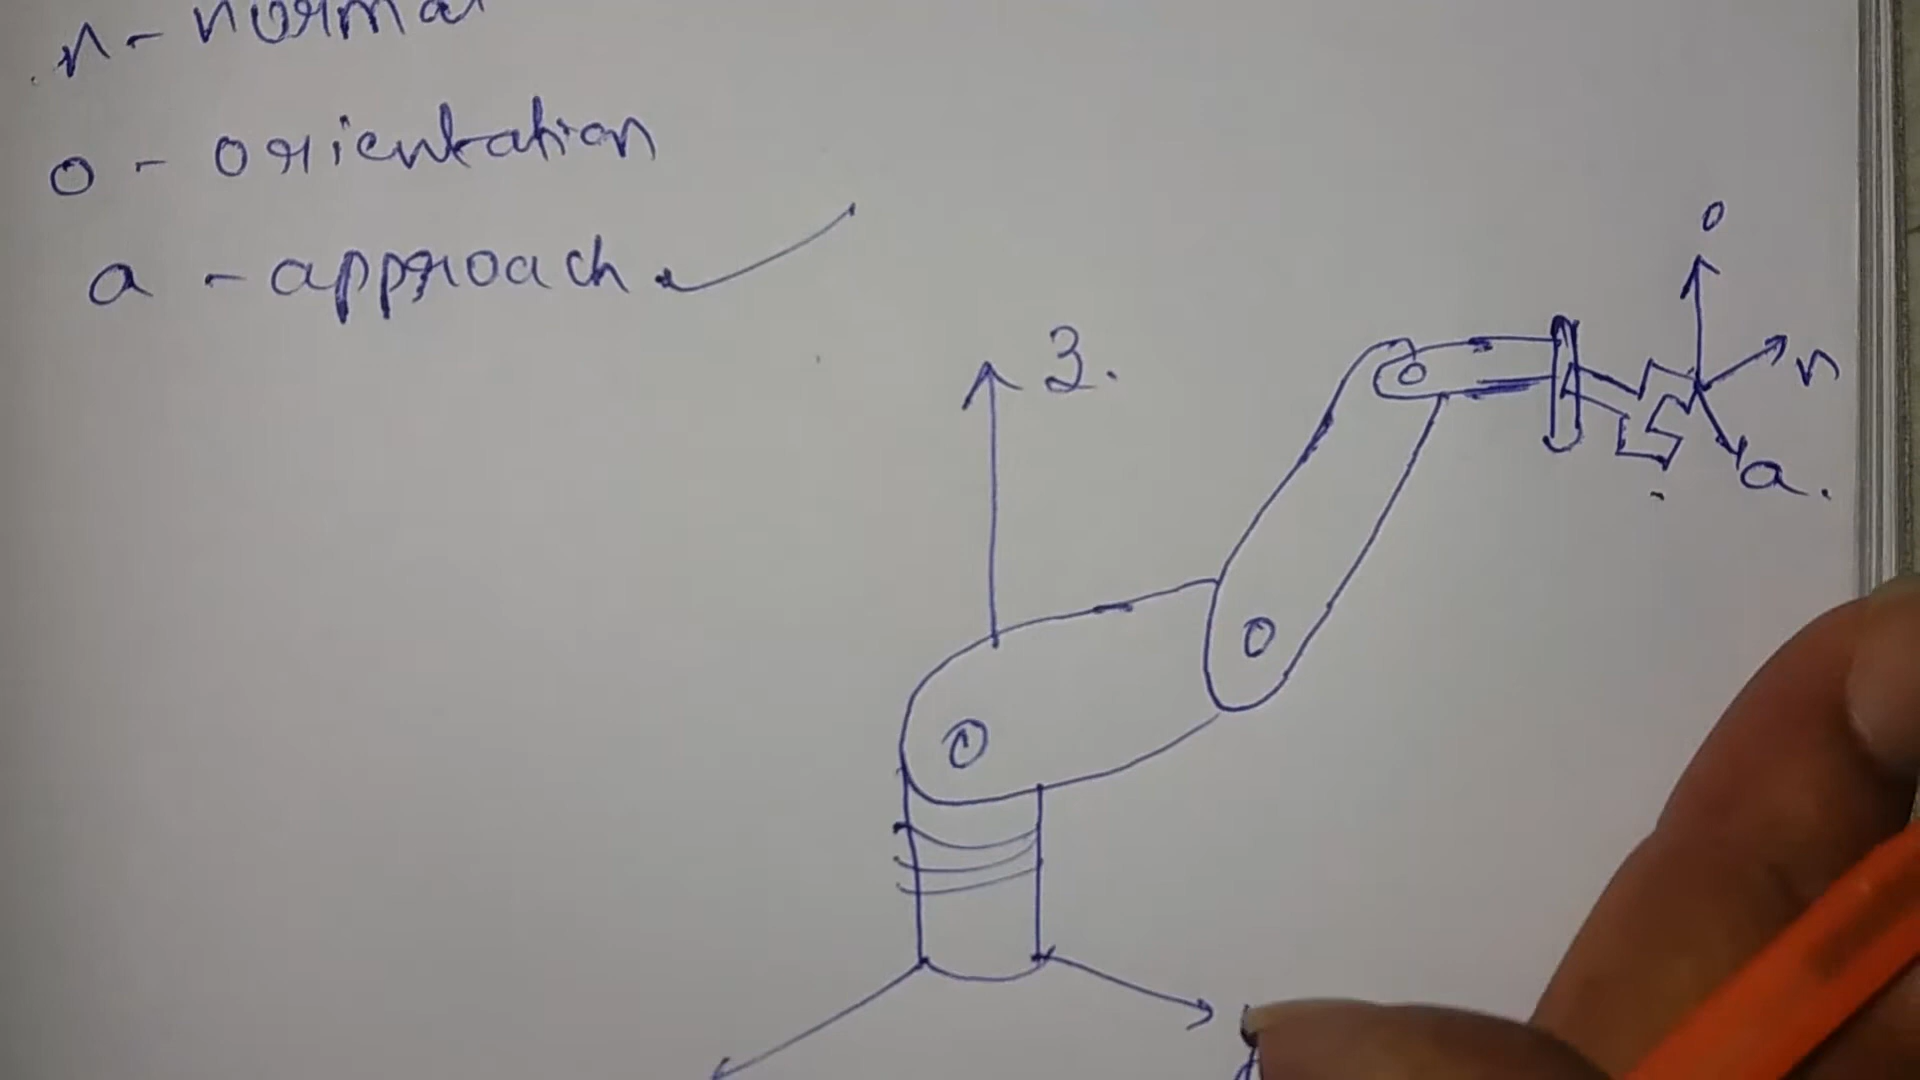 n - normal
o - orientation
a - approach
o
3.
n
a.